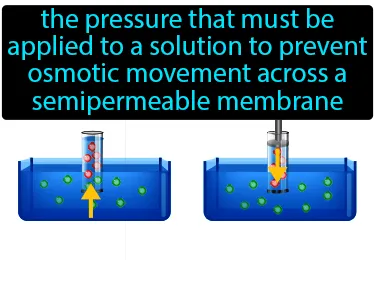 the pressure that must be
applied to a solution to prevent
osmotic movement across a
semipermeable membrane